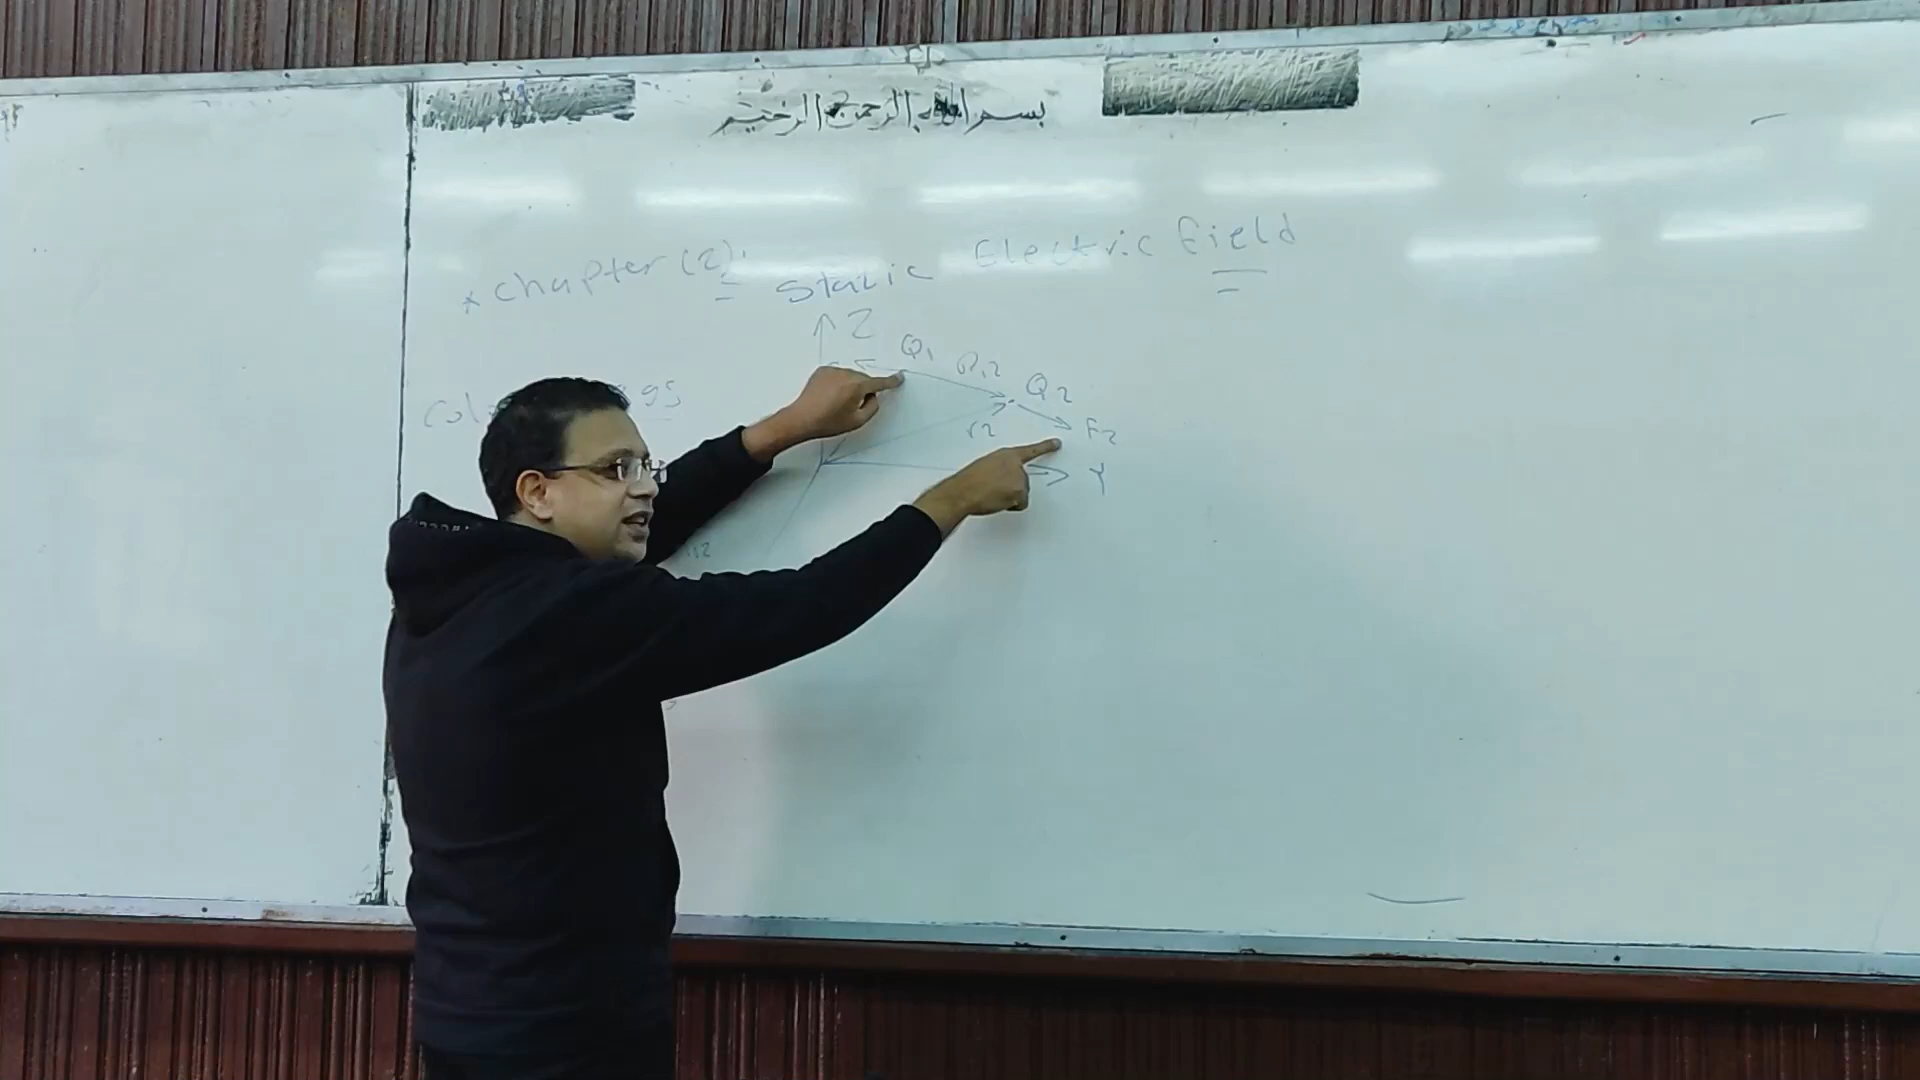 بسم الله الرحمن الرحيم
* Chapter (2): Static Electric Field
Z
Q1
R12
Q2
F2
r2
Y